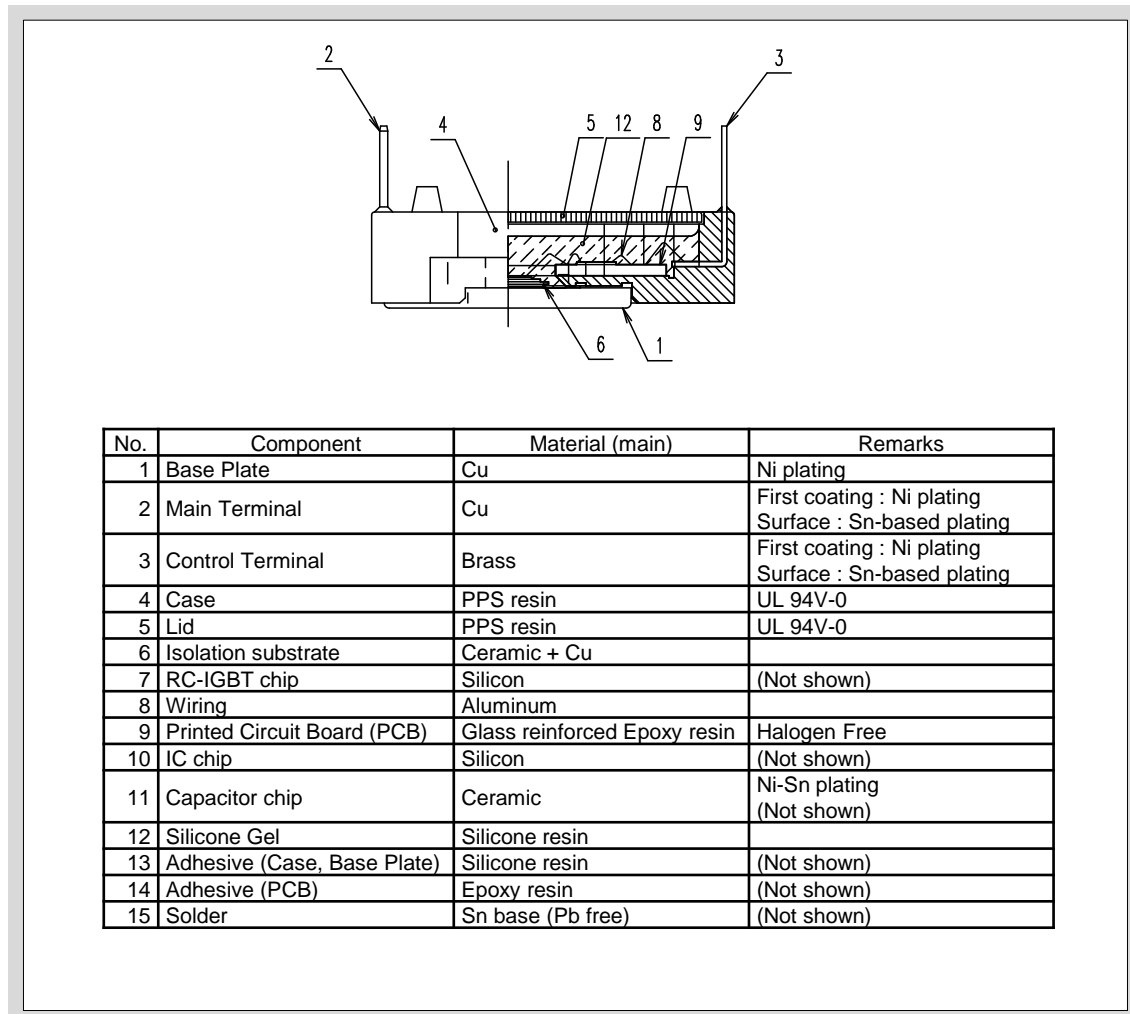 2
3
4
5
12
8
9
6
1
No. Component Material (main) Remarks
1 Base Plate Cu Ni plating
2 Main Terminal Cu First coating : Ni plating
Surface : Sn-based plating
3 Control Terminal Brass First coating : Ni plating
Surface : Sn-based plating
4 Case PPS resin UL 94V-0
5 Lid PPS resin UL 94V-0
6 Isolation substrate Ceramic + Cu
7 RC-IGBT chip Silicon (Not shown)
8 Wiring Aluminum
9 Printed Circuit Board (PCB) Glass reinforced Epoxy resin Halogen Free
10 IC chip Silicon (Not shown)
11 Capacitor chip Ceramic Ni-Sn plating
(Not shown)
12 Silicone Gel Silicone resin
13 Adhesive (Case, Base Plate) Silicone resin (Not shown)
14 Adhesive (PCB) Epoxy resin (Not shown)
15 Solder Sn base (Pb free) (Not shown)